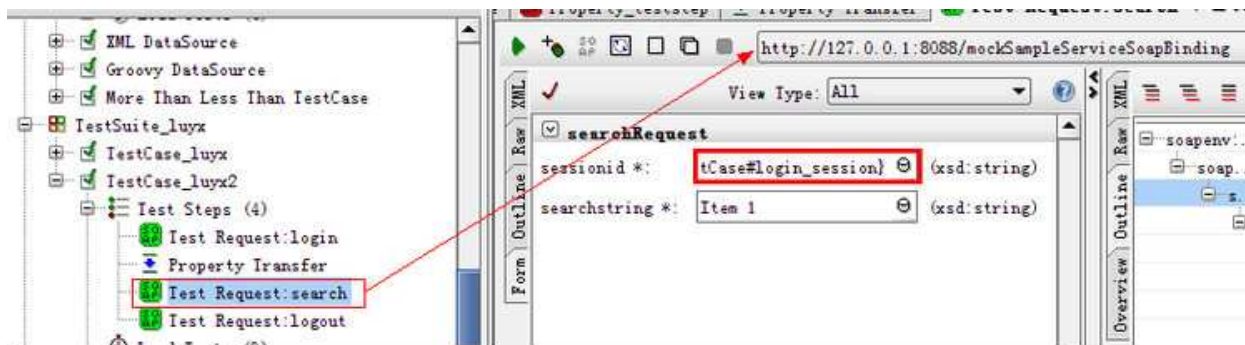 XML DataSource
Groovy DataSource
More Than Less Than TestCase
TestSuite_luyx
TestCase_luyx
TestCase_luyx2
Test Steps (4)
Test Request:login
Property Transfer
Test Request:search
Test Request:logout
Property_teststep
Property Transfer
http://127.0.0.1:8088/mockSampleServiceSoapBinding
View Type: All
searchRequest
sessionid *: tCase#login_session} (xsd:string)
searchstring *: Item 1 (xsd:string)
XML
Raw
Outline
Form
XML
Raw
Outline
Overview
soapenv:..
soap..
s.